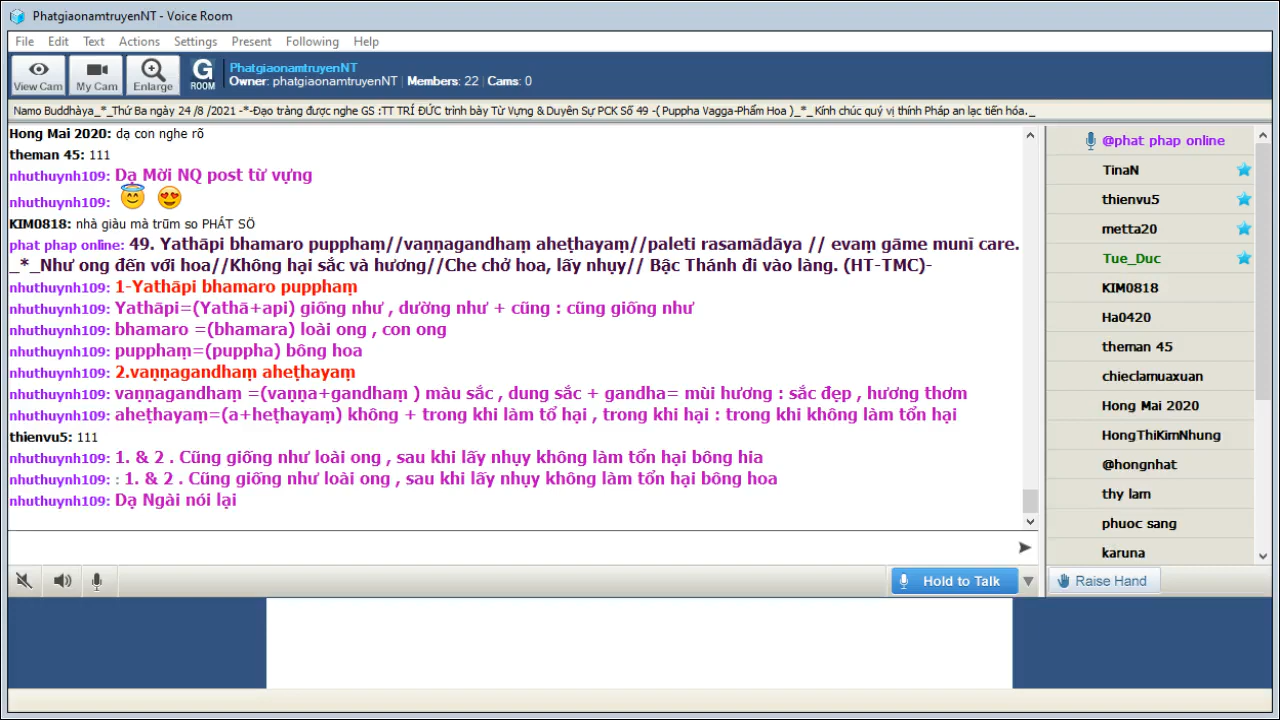 PhatgiaonamtruyenNT - Voice Room
File Edit Text Actions Settings Present Following Help
View Cam My Cam Enlarge G ROOM
PhatgiaonamtruyenNT
Owner: phatgiaonamtruyenNT | Members: 22 | Cams: 0
Namo Buddhàya_*_Thứ Ba ngày 24 /8 /2021 -*-Đạo tràng được nghe GS :TT TRÍ ĐỨC trình bày Từ Vựng & Duyên Sự PCK Số 49 -( Puppha Vagga-Phẩm Hoa )_*_Kính chúc quý vị thính Pháp an lạc tiến hóa._
Hong Mai 2020: dạ con nghe rõ
theman 45: 111
nhuthuynh109: Dạ Mời NQ post từ vựng
nhuthuynh109:
KIM0818: nhà giàu mà trũm so PHÁT SÖ
phat phap online: 49. Yathāpi bhamaro pupphaṃ//vaṇṇagandhaṃ aheṭhayaṃ//paleti rasamādāya // evaṃ gāme munī care.
_*_Như ong đến với hoa//Không hại sắc và hương//Che chở hoa, lấy nhụy// Bậc Thánh đi vào làng. (HT-TMC)-
nhuthuynh109: 1-Yathāpi bhamaro pupphaṃ
nhuthuynh109: Yathāpi=(Yathā+api) giống như , dường như + cũng : cũng giống như
nhuthuynh109: bhamaro =(bhamara) loài ong , con ong
nhuthuynh109: pupphaṃ=(puppha) bông hoa
nhuthuynh109: 2.vaṇṇagandhaṃ aheṭhayaṃ
nhuthuynh109: vaṇṇagandhaṃ =(vaṇṇa+gandhaṃ ) màu sắc , dung sắc + gandha= mùi hương : sắc đẹp , hương thơm
nhuthuynh109: aheṭhayaṃ=(a+heṭhayaṃ) không + trong khi làm tổ hại , trong khi hại : trong khi không làm tổn hại
thienvu5: 111
nhuthuynh109: 1. & 2 . Cũng giống như loài ong , sau khi lấy nhụy không làm tổn hại bông hia
nhuthuynh109: : 1. & 2 . Cũng giống như loài ong , sau khi lấy nhụy không làm tổn hại bông hoa
nhuthuynh109: Dạ Ngài nói lại
@phat phap online
TinaN
thienvu5
metta20
Tue_Duc
KIM0818
Ha0420
theman 45
chieclamuaxuan
Hong Mai 2020
HongThiKimNhung
@hongnhat
thy lam
phuoc sang
karuna
Hold to Talk
Raise Hand